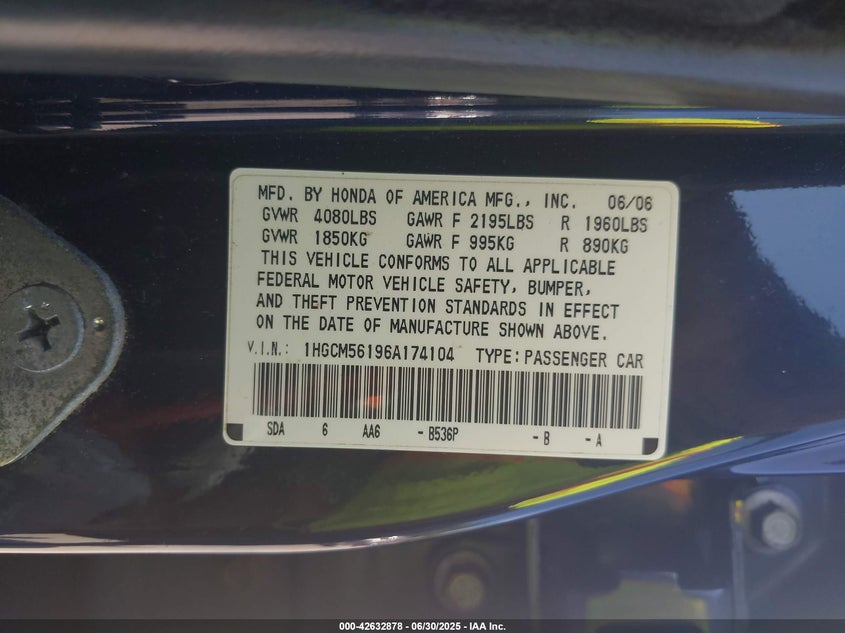 MFD. BY HONDA OF AMERICA MFG., INC. 06/06
GVWR 4080LBS GAWR F 2195LBS R 1960LBS
GVWR 1850KG GAWR F 995KG R 890KG
THIS VEHICLE CONFORMS TO ALL APPLICABLE
FEDERAL MOTOR VEHICLE SAFETY, BUMPER,
AND THEFT PREVENTION STANDARDS IN EFFECT
ON THE DATE OF MANUFACTURE SHOWN ABOVE.
V.I.N.: 1HGCM56196A174104 TYPE: PASSENGER CAR
SDA 6 AA6 - B536P - B - A
000-42632878 - 06/30/2025 - IAA Inc.